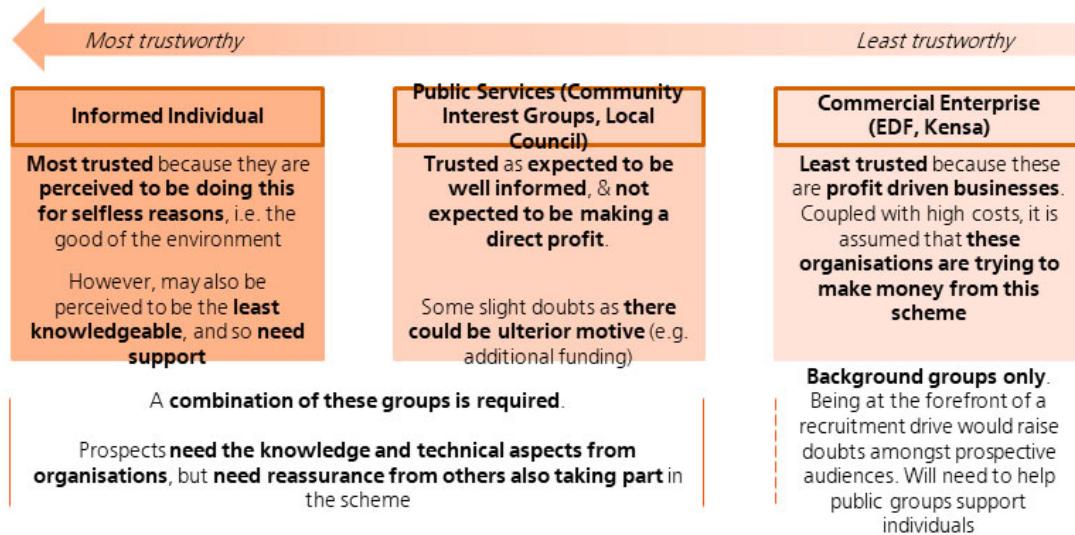 Most trustworthy
Least trustworthy
Informed Individual
Most trusted because they are
perceived to be doing this
for selfless reasons, i.e. the
good of the environment
However, may also be
perceived to be the least
knowledgeable, and so need
support
Public Services (Community
Interest Groups, Local
Council)
Trusted as expected to be
well informed, & not
expected to be making a
direct profit.
Some slight doubts as there
could be ulterior motive (e.g.
additional funding)
Commercial Enterprise
(EDF, Kensa)
Least trusted because these
are profit driven businesses.
Coupled with high costs, it is
assumed that these
organisations are trying to
make money from this
scheme
A combination of these groups is required.
Prospects need the knowledge and technical aspects from
organisations, but need reassurance from others also taking part in
the scheme
Background groups only.
Being at the forefront of a
recruitment drive would raise
doubts amongst prospective
audiences. Will need to help
public groups support
individuals